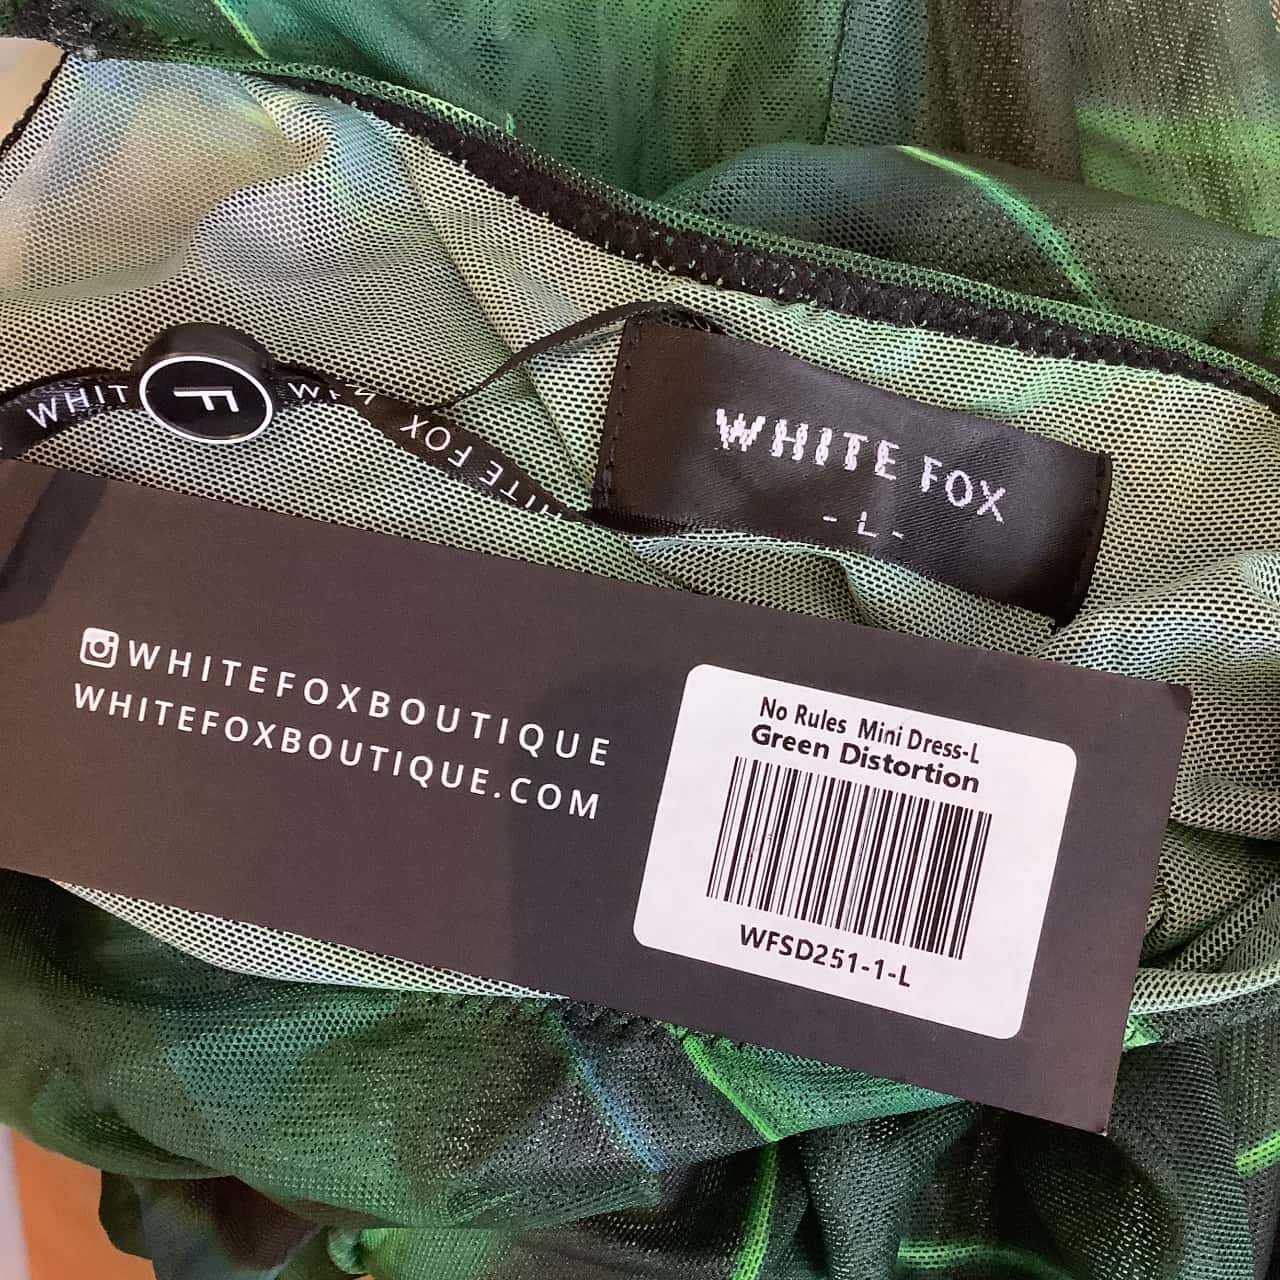 WHIT
F
W
WHITE FOX
WHITE FOX
- L -
WHITEFOXBOUTIQUE
WHITEFOXBOUTIQUE.COM
No Rules Mini Dress-L
Green Distortion
WFSD251-1-L